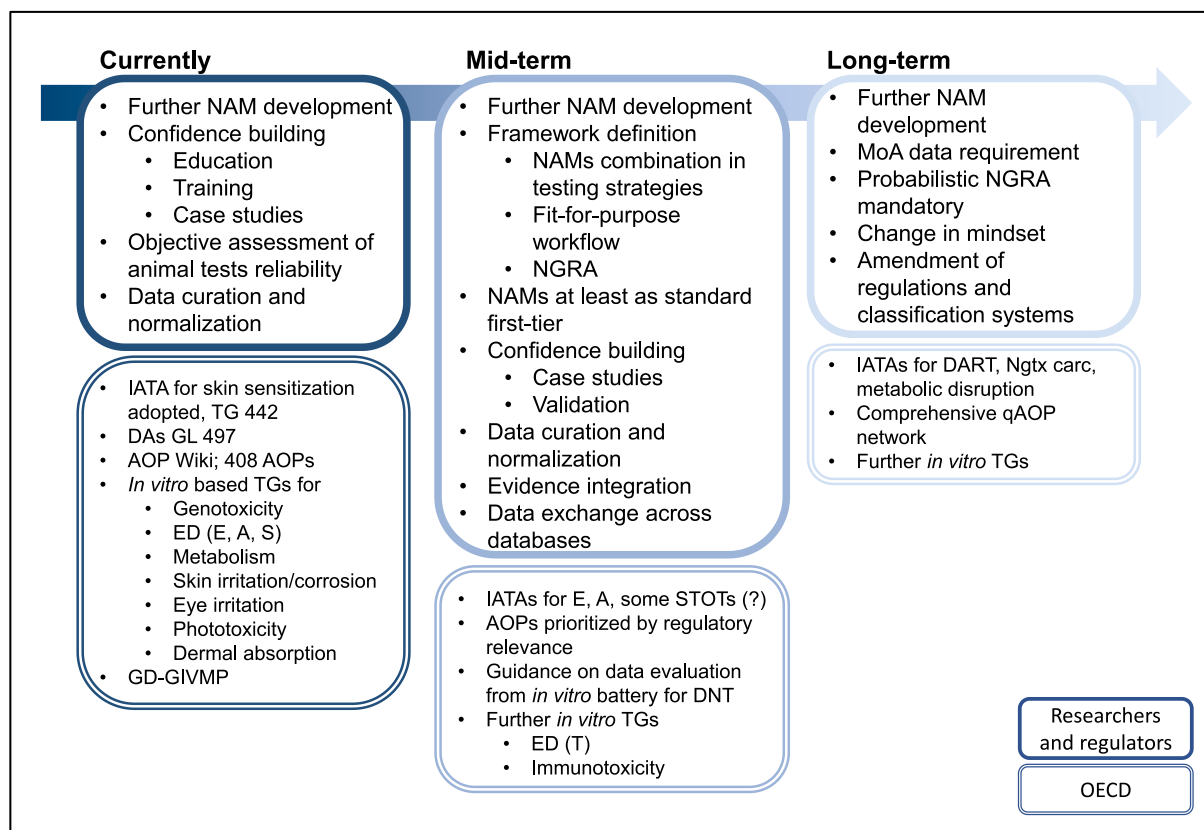 Currently
• Further NAM development
• Confidence building
• Education
• Training
• Case studies
• Objective assessment of
animal tests reliability
• Data curation and
normalization
• IATA for skin sensitization
adopted, TG 442
• DAs GL 497
• AOP Wiki; 408 AOPs
• In vitro based TGs for
• Genotoxicity
• ED (E, A, S)
• Metabolism
• Skin irritation/corrosion
• Eye irritation
• Phototoxicity
• Dermal absorption
• GD-GIVMP
Mid-term
• Further NAM development
• Framework definition
• NAMs combination in
testing strategies
• Fit-for-purpose
workflow
• NGRA
• NAMs at least as standard
first-tier
• Confidence building
• Case studies
• Validation
• Data curation and
normalization
• Evidence integration
• Data exchange across
databases
• IATAs for E, A, some STOTs (?)
• AOPs prioritized by regulatory
relevance
• Guidance on data evaluation
from in vitro battery for DNT
• Further in vitro TGs
• ED (T)
• Immunotoxicity
Long-term
• Further NAM
development
• MoA data requirement
• Probabilistic NGRA
mandatory
• Change in mindset
• Amendment of
regulations and
classification systems
• IATAs for DART, Ngtx carc,
metabolic disruption
• Comprehensive qAOP
network
• Further in vitro TGs
Researchers
and regulators
OECD